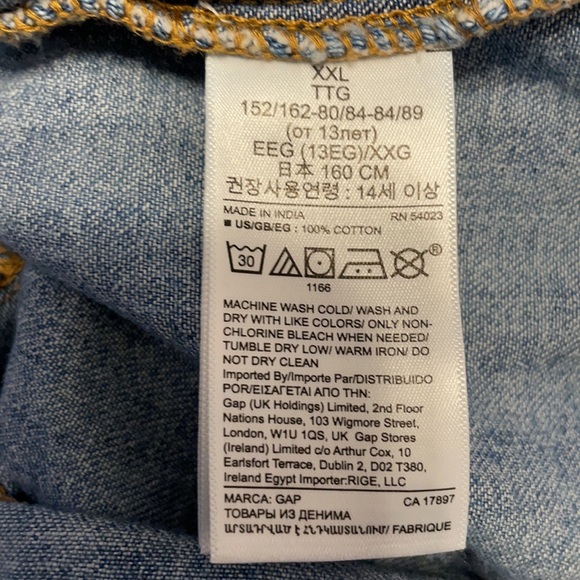 XXL
TTG
152/162-80/84-84/89
(от 13лет)
EEG (13EG)/XXG
日本 160 CM
권장사용연령 : 14세 이상
MADE IN INDIA RN 54023
■ US/GB/EG : 100% COTTON
30 ®
1166
MACHINE WASH COLD/ WASH AND
DRY WITH LIKE COLORS/ ONLY NON-
CHLORINE BLEACH WHEN NEEDED/
TUMBLE DRY LOW/ WARM IRON/ DO
NOT DRY CLEAN
Imported By/Importe Par/DISTRIBUIDO
POR/ΕΙΣΑΓΕΤΑΙ ΑΠΟ ΤΗΝ:
Gap (UK Holdings) Limited, 2nd Floor
Nations House, 103 Wigmore Street,
London, W1U 1QS, UK Gap Stores
(Ireland) Limited c/o Arthur Cox, 10
Earlsfort Terrace, Dublin 2, D02 T380,
Ireland Egypt Importer:RIGE, LLC
MARCA: GAP CA 17897
ТОВАРЫ ИЗ ДЕНИМА
ԱՐՏԱԴՐՎԱԾ Է ՀՆԴԿԱՍՏԱՆՈՒՄ/ FABRIQUE